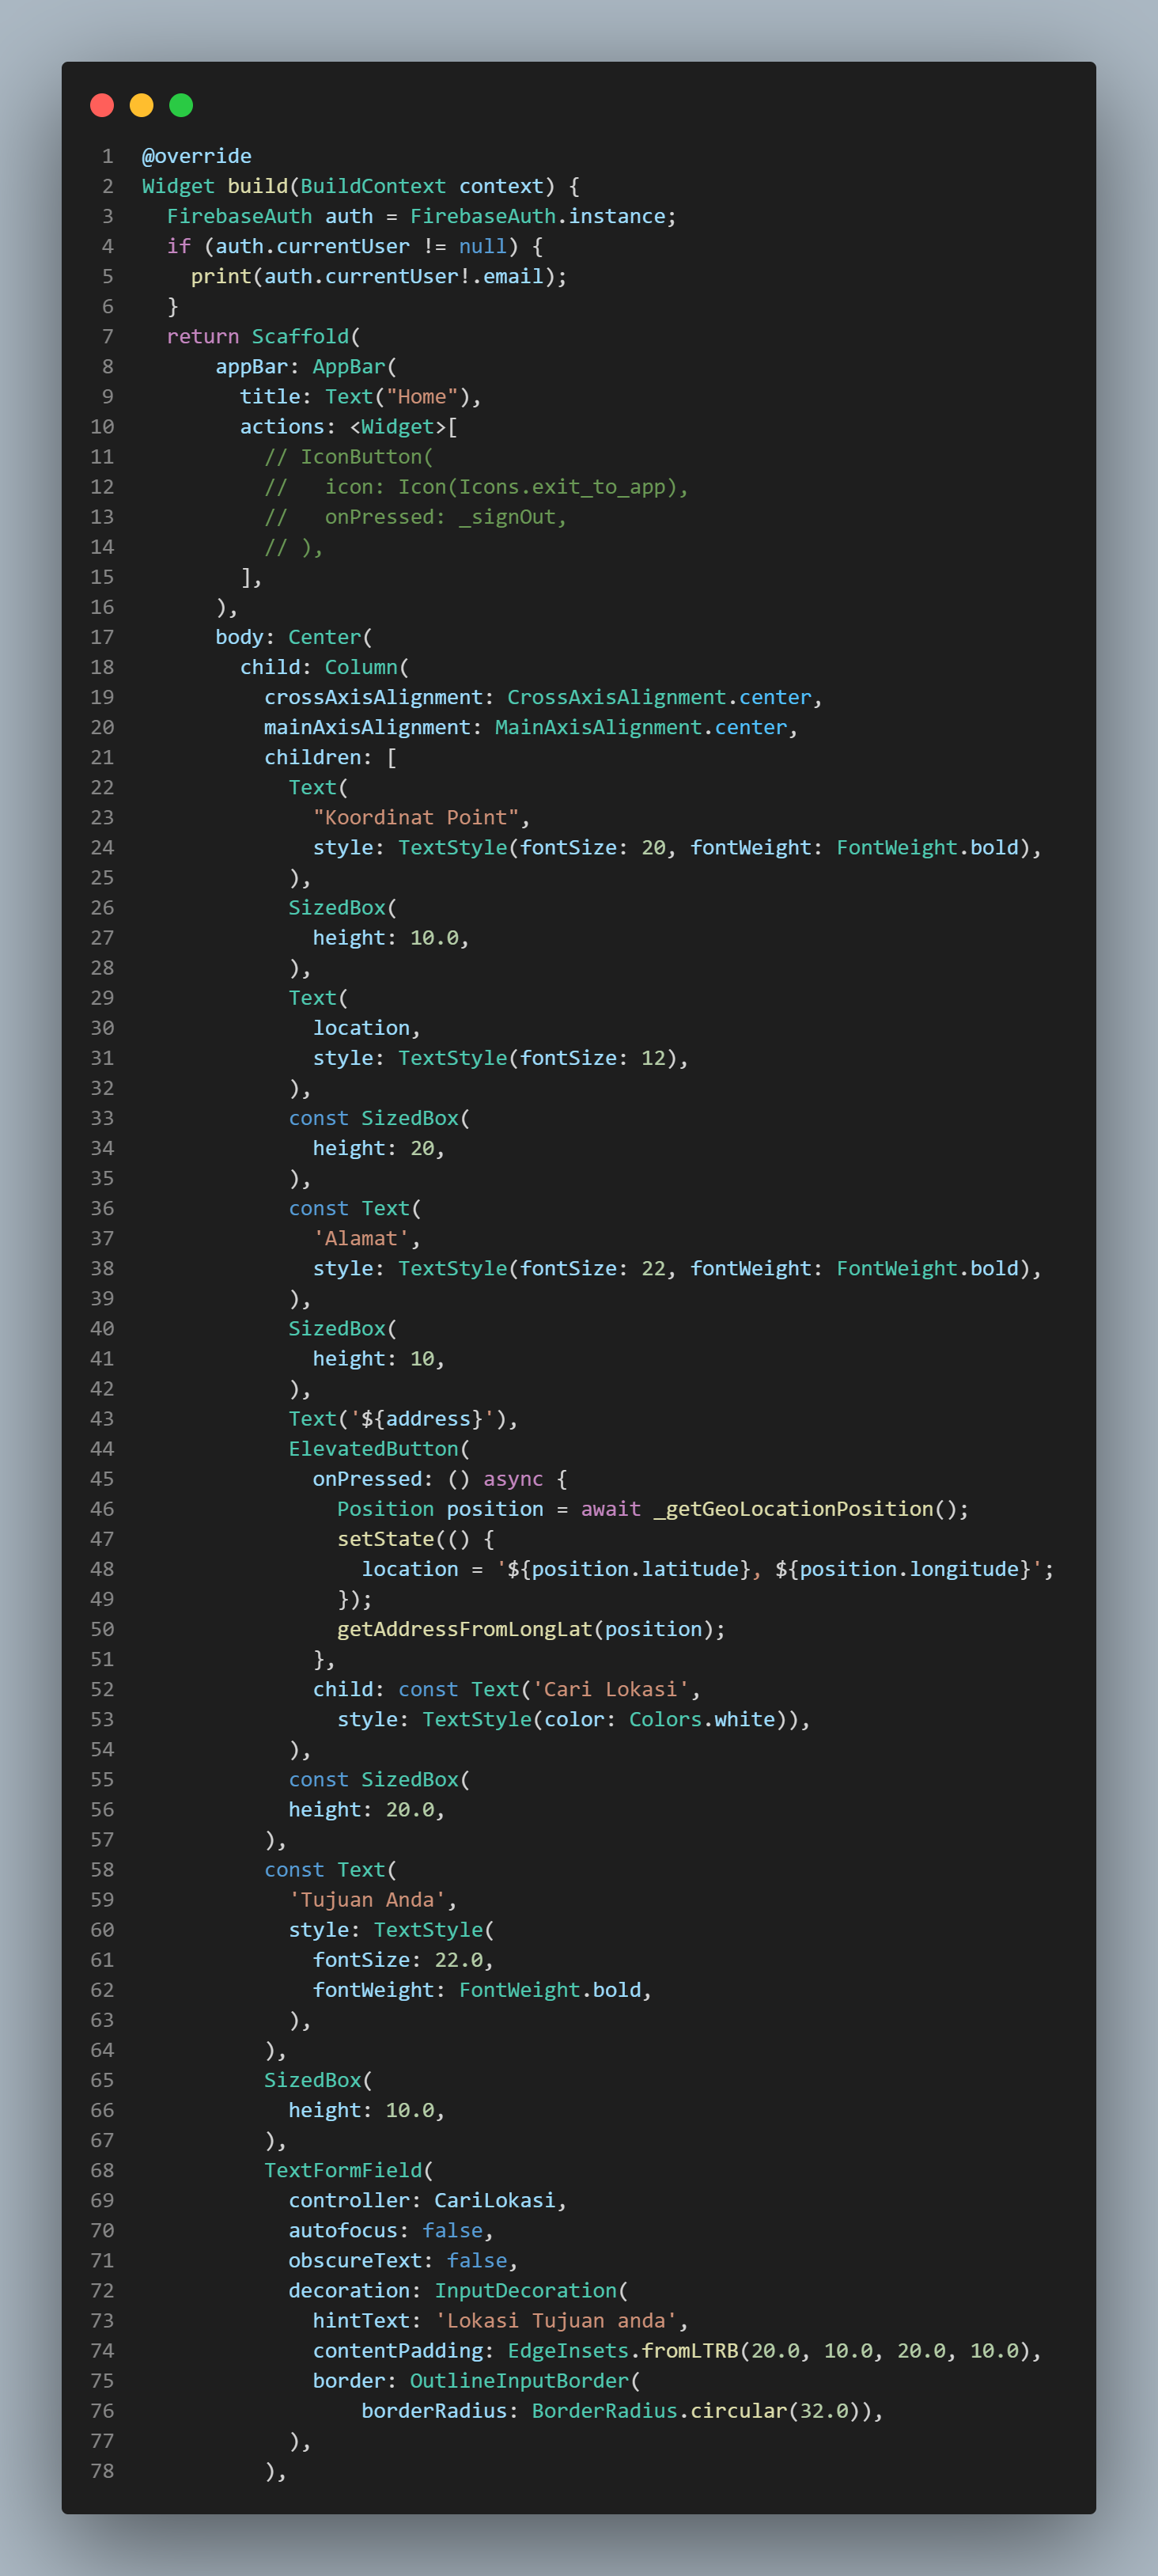 1 @override
2 Widget build(BuildContext context) {
3   FirebaseAuth auth = FirebaseAuth.instance;
4   if (auth.currentUser != null) {
5     print(auth.currentUser!.email);
6   }
7   return Scaffold(
8       appBar: AppBar(
9         title: Text("Home"),
10         actions: <Widget>[
11           // IconButton(
12           //   icon: Icon(Icons.exit_to_app),
13           //   onPressed: _signOut,
14           // ),
15         ],
16       ),
17       body: Center(
18         child: Column(
19           crossAxisAlignment: CrossAxisAlignment.center,
20           mainAxisAlignment: MainAxisAlignment.center,
21           children: [
22             Text(
23               "Koordinat Point",
24               style: TextStyle(fontSize: 20, fontWeight: FontWeight.bold),
25             ),
26             SizedBox(
27               height: 10.0,
28             ),
29             Text(
30               location,
31               style: TextStyle(fontSize: 12),
32             ),
33             const SizedBox(
34               height: 20,
35             ),
36             const Text(
37               'Alamat',
38               style: TextStyle(fontSize: 22, fontWeight: FontWeight.bold),
39             ),
40             SizedBox(
41               height: 10,
42             ),
43             Text('${address}'),
44             ElevatedButton(
45               onPressed: () async {
46                 Position position = await _getGeoLocationPosition();
47                 setState(() {
48                   location = '${position.latitude}, ${position.longitude}';
49                 });
50                 getAddressFromLongLat(position);
51               },
52               child: const Text('Cari Lokasi',
53                 style: TextStyle(color: Colors.white)),
54             ),
55             const SizedBox(
56             height: 20.0,
57           ),
58           const Text(
59             'Tujuan Anda',
60             style: TextStyle(
61               fontSize: 22.0,
62               fontWeight: FontWeight.bold,
63             ),
64           ),
65           SizedBox(
66             height: 10.0,
67           ),
68           TextFormField(
69             controller: CariLokasi,
70             autofocus: false,
71             obscureText: false,
72             decoration: InputDecoration(
73               hintText: 'Lokasi Tujuan anda',
74               contentPadding: EdgeInsets.fromLTRB(20.0, 10.0, 20.0, 10.0),
75               border: OutlineInputBorder(
76                   borderRadius: BorderRadius.circular(32.0)),
77             ),
78           ),